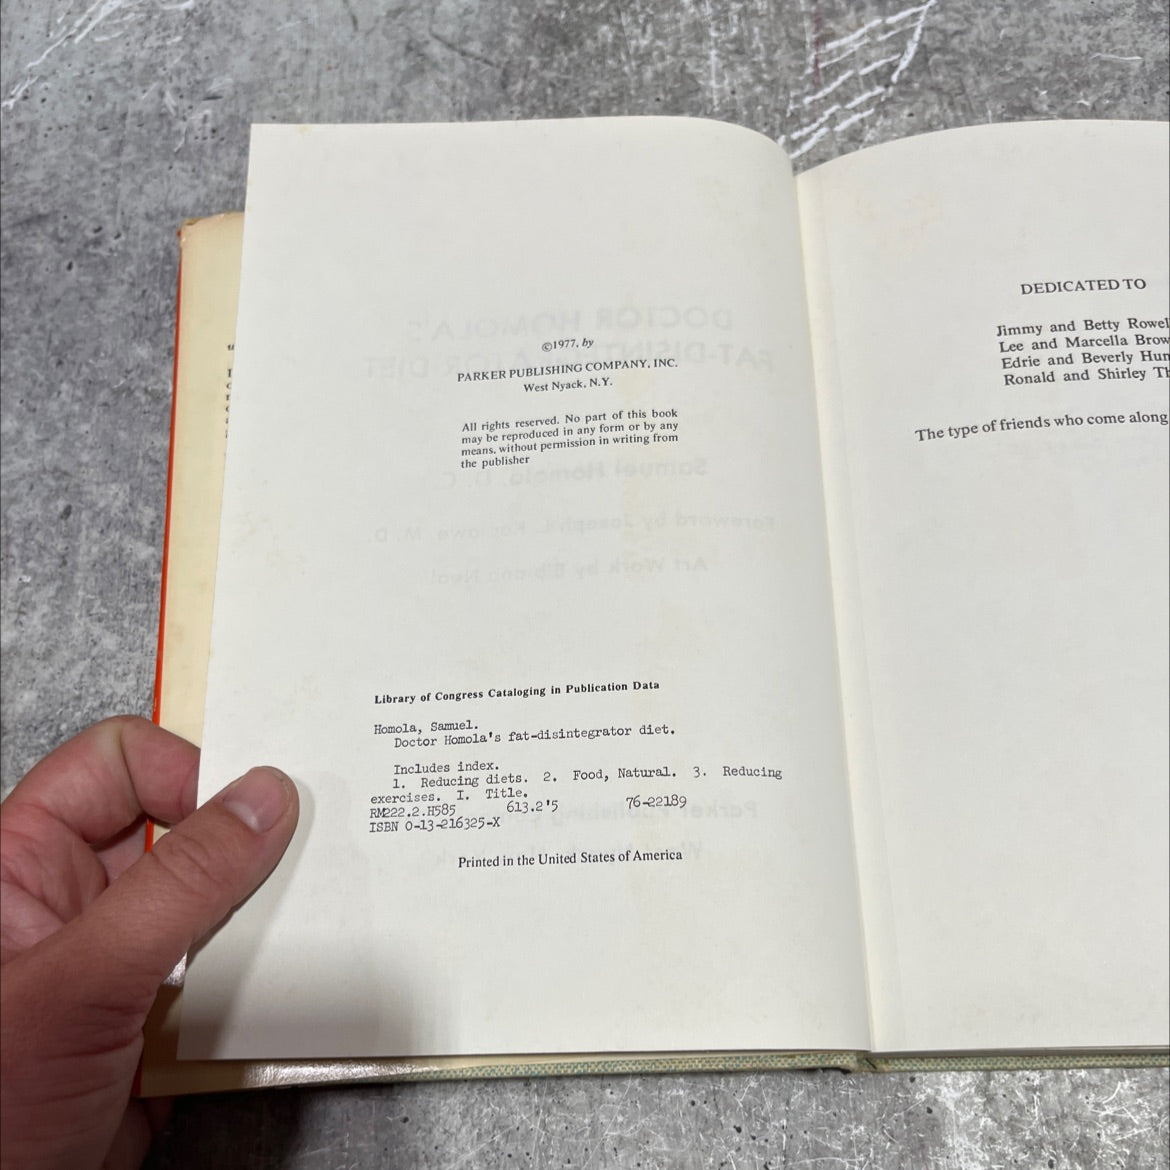 ©1977, by
PARKER PUBLISHING COMPANY, INC.
West Nyack, N.Y.
All rights reserved. No part of this book
may be reproduced in any form or by any
means, without permission in writing from
the publisher
Library of Congress Cataloging in Publication Data
Homola, Samuel.
Doctor Homola's fat-disintegrator diet.
Includes index.
1. Reducing diets. 2. Food, Natural. 3. Reducing
exercises. I. Title.
RM222.2.H585 613.2'5 76-22189
ISBN 0-13-216325-X
Printed in the United States of America
DEDICATED TO
Jimmy and Betty
Lee and Marcella
Edrie and Beverly
Ronald and Shirley
The type of friends who come along